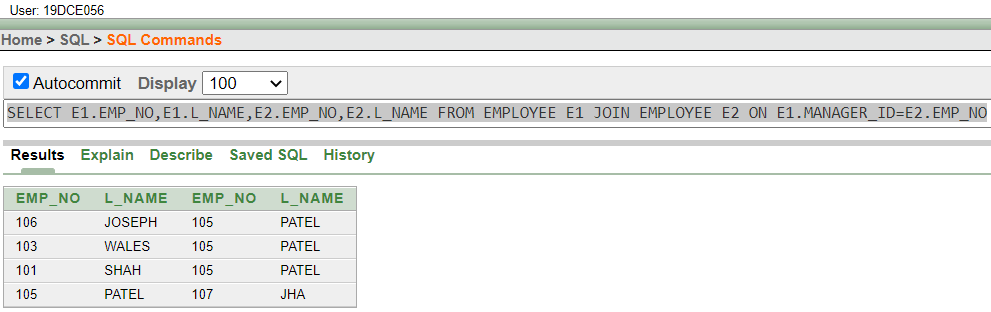 User: 19DCE056
Home > SQL > SQL Commands
Autocommit Display 100
SELECT E1.EMP_NO,E1.L_NAME,E2.EMP_NO,E2.L_NAME FROM EMPLOYEE E1 JOIN EMPLOYEE E2 ON E1.MANAGER_ID=E2.EMP_NO
Results Explain Describe Saved SQL History
EMP_NO L_NAME EMP_NO L_NAME
106 JOSEPH 105 PATEL
103 WALES 105 PATEL
101 SHAH 105 PATEL
105 PATEL 107 JHA